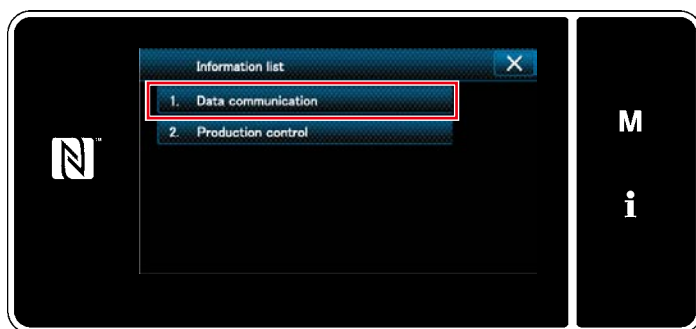 Information list
1. Data communication
2. Production control
M
i